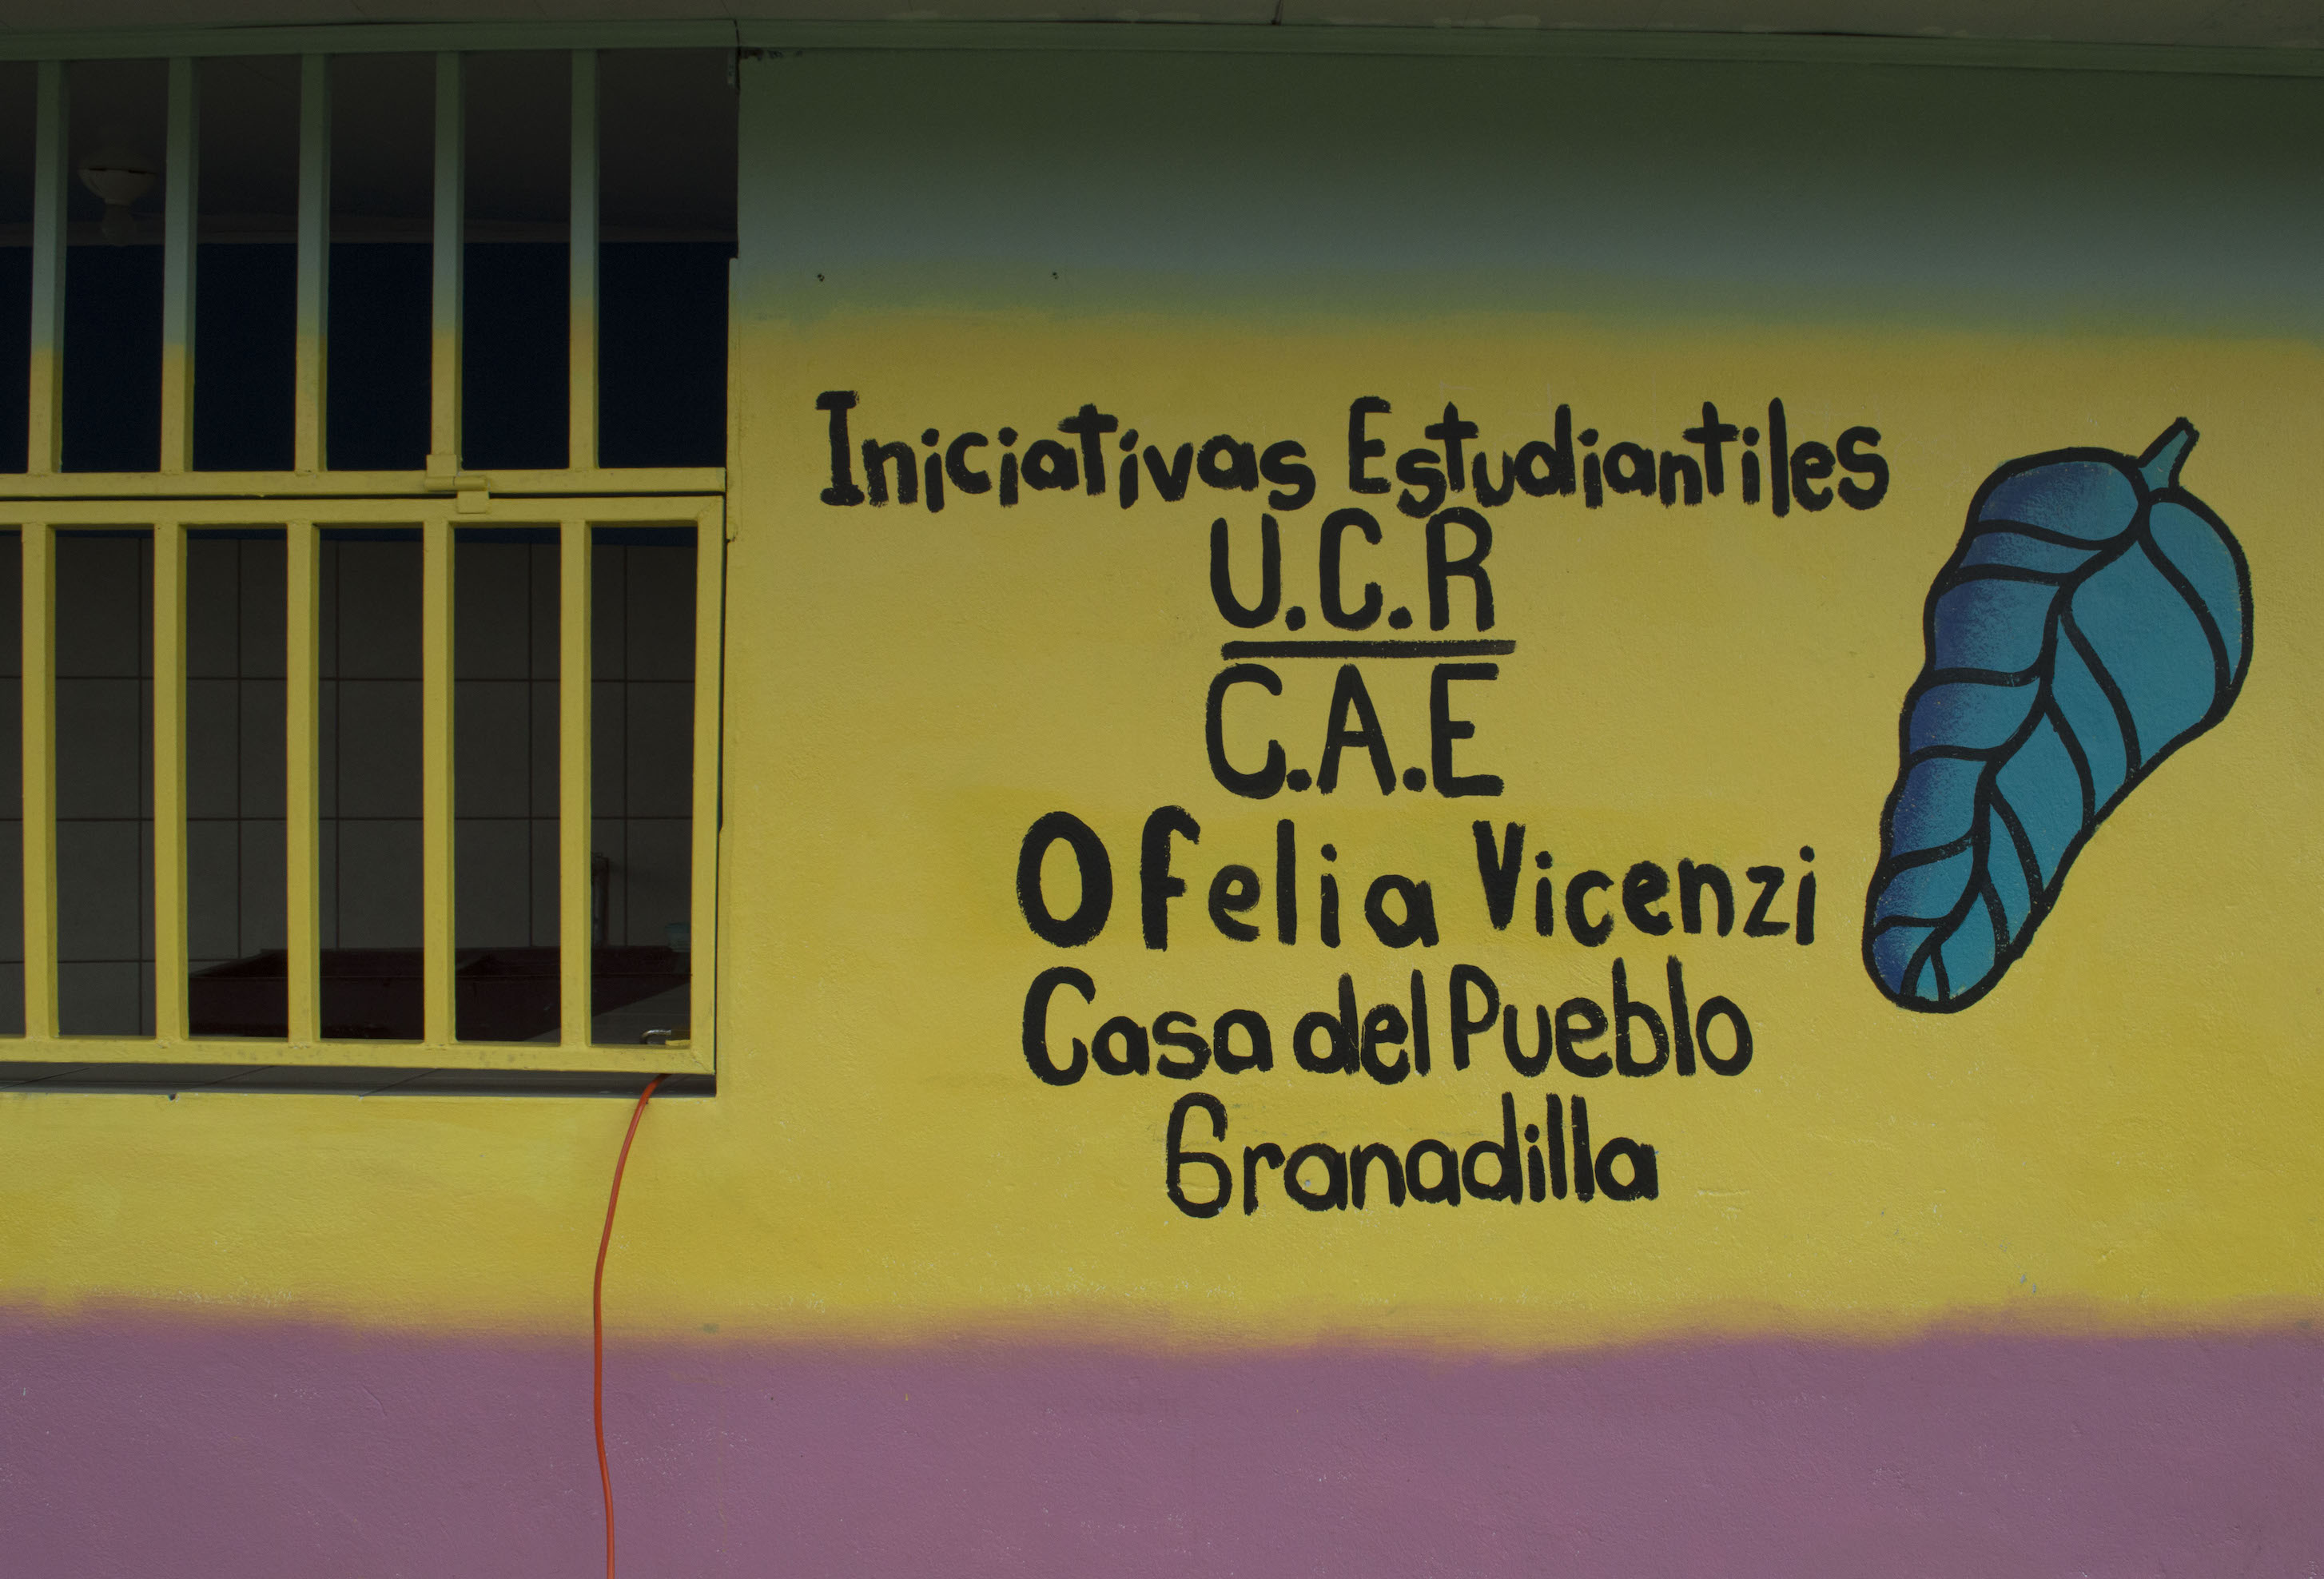 Iniciativas Estudiantiles
U.C.R
C.A.E
Ofelia Vicenzi
Casa del Pueblo
Granadilla